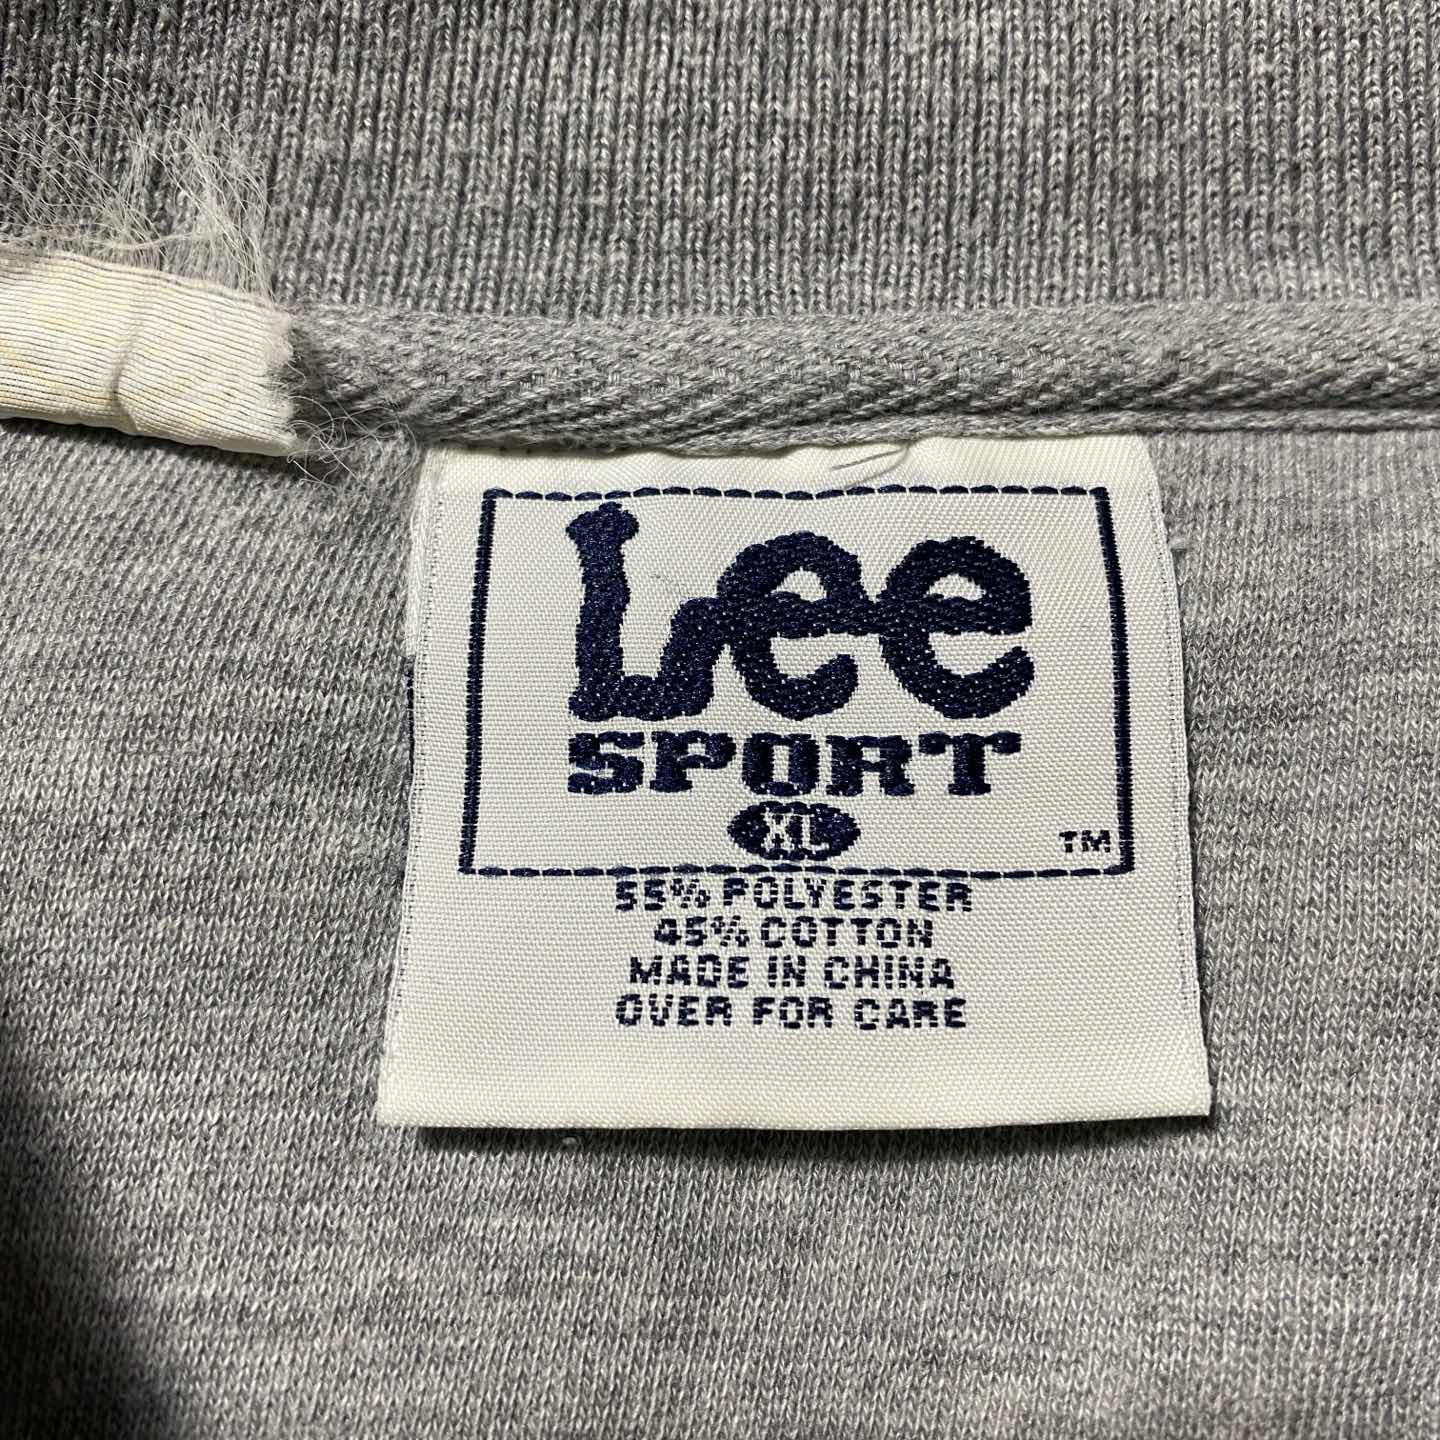 Lee
SPORT
XL
TM
55% POLYESTER
45% COTTON
MADE IN CHINA
OVER FOR CARE